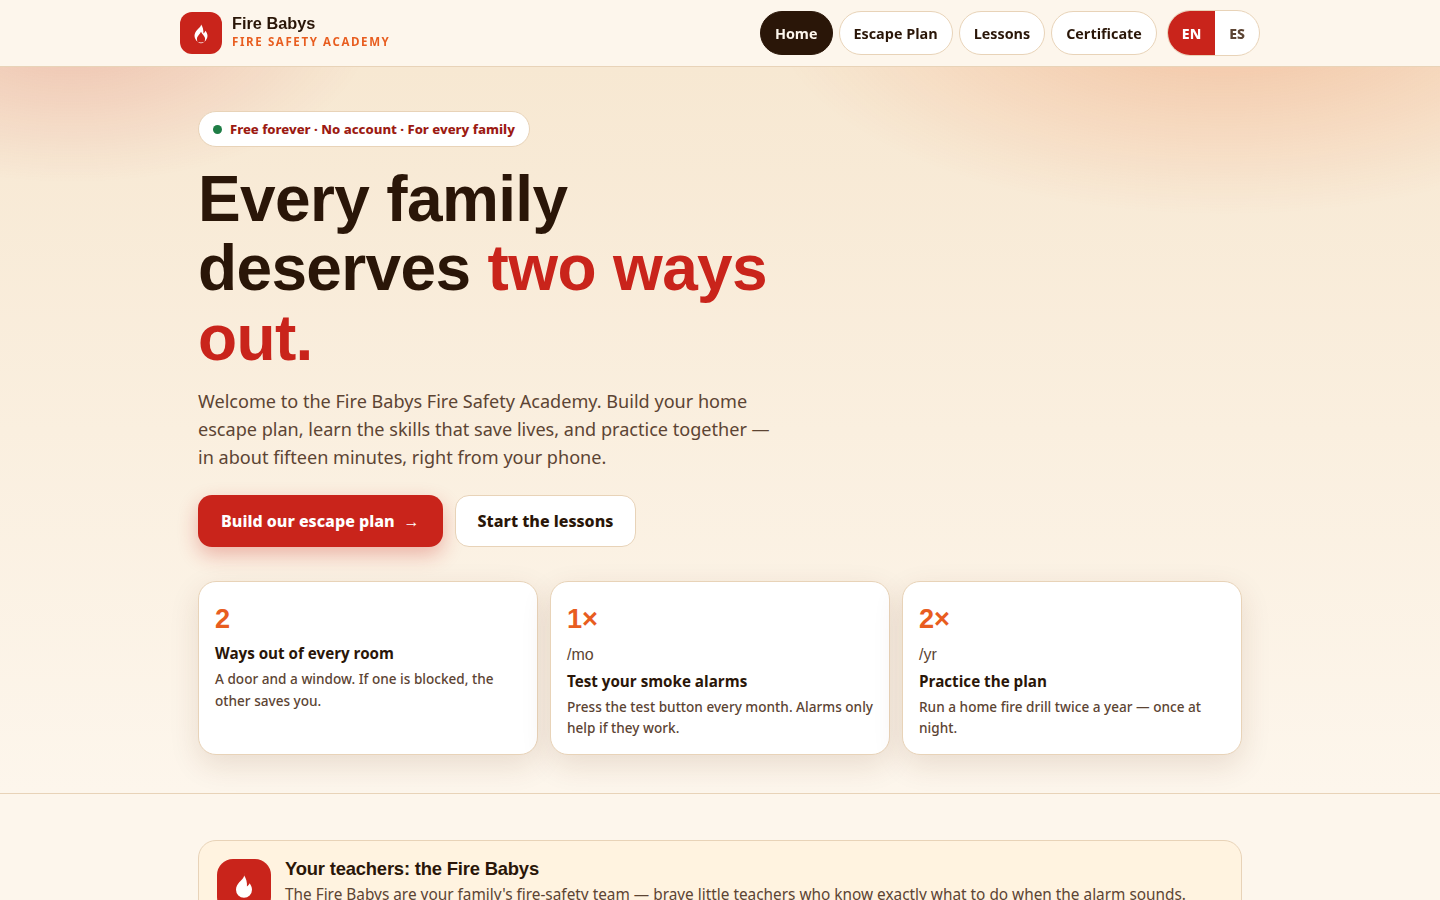 Fire Babys
FIRE SAFETY ACADEMY
Home
Escape Plan
Lessons
Certificate
EN
ES
Free forever · No account · For every family
Every family
deserves two ways
out.
Welcome to the Fire Babys Fire Safety Academy. Build your home
escape plan, learn the skills that save lives, and practice together —
in about fifteen minutes, right from your phone.
Build our escape plan →
Start the lessons
2
Ways out of every room
A door and a window. If one is blocked, the
other saves you.
1×
/mo
Test your smoke alarms
Press the test button every month. Alarms only
help if they work.
2×
/yr
Practice the plan
Run a home fire drill twice a year — once at
night.
Your teachers: the Fire Babys
The Fire Babys are your family's fire-safety team — brave little teachers who know exactly what to do when the alarm sounds.